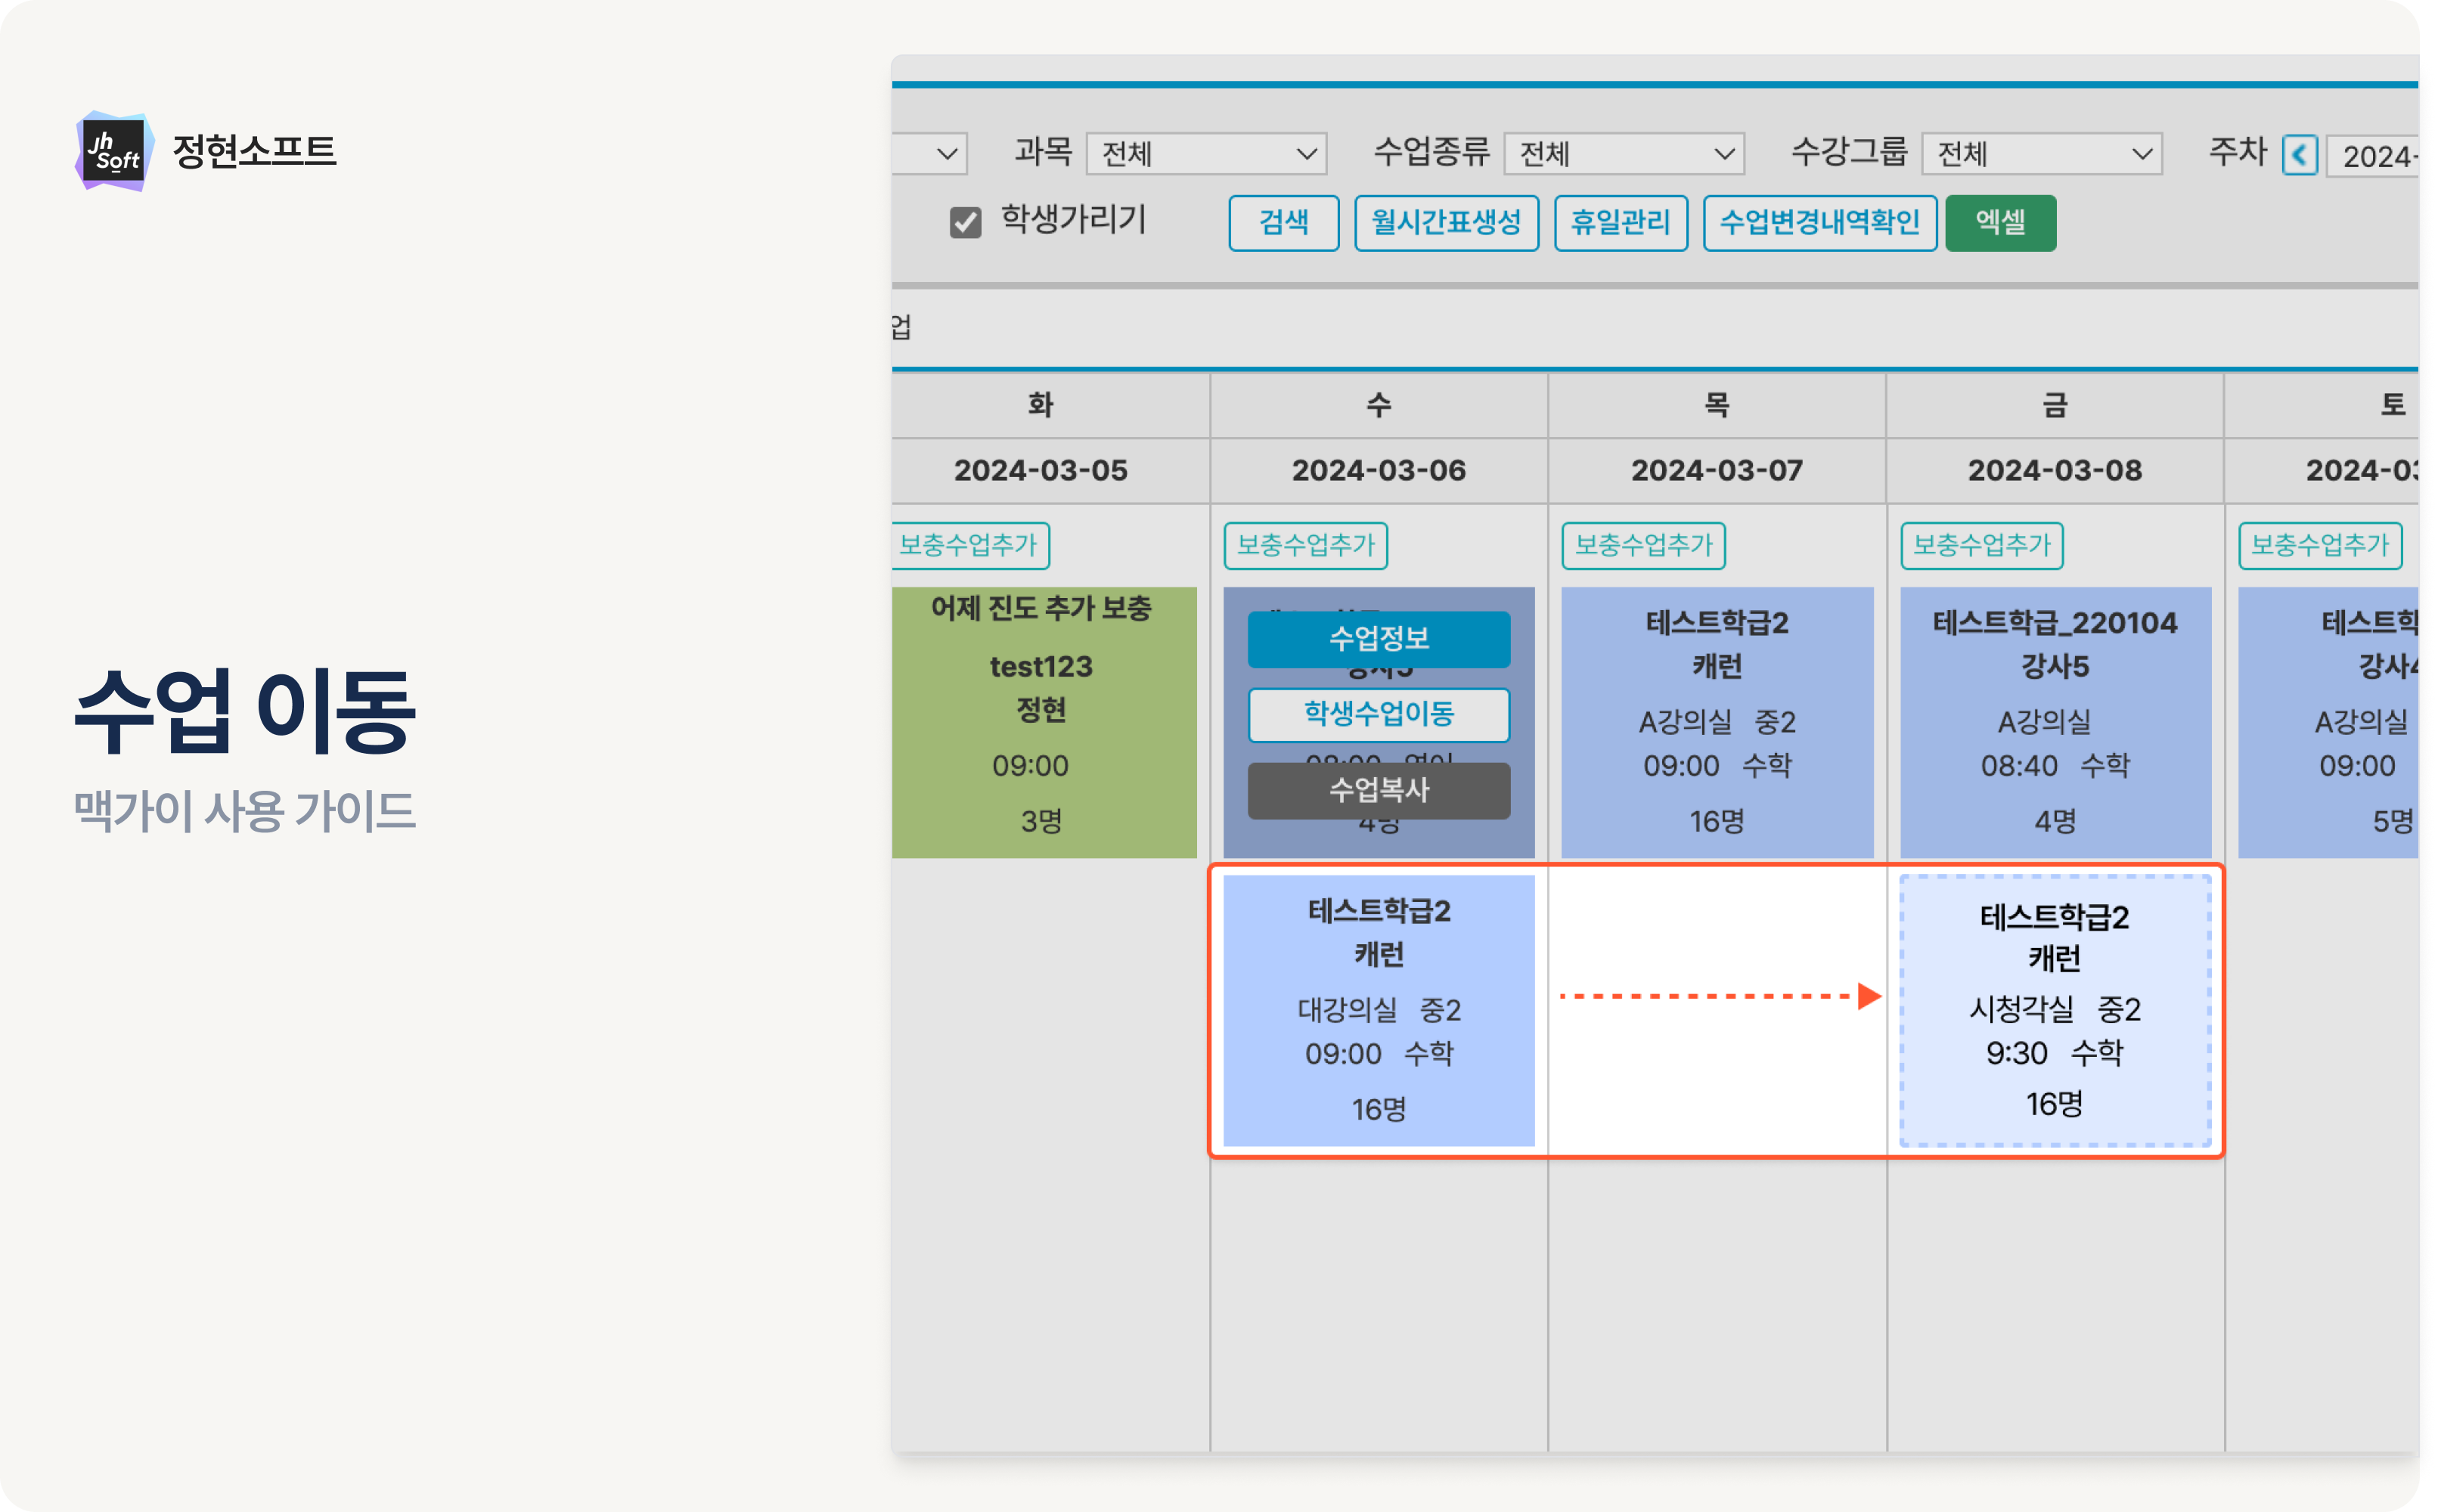 jh
Soft
정현소프트
수업 이동
맥가이 사용 가이드
과목 전체 수업종류 전체 수강그룹 전체 주차 2024-
학생가리기 검색 월시간표생성 휴일관리 수업변경내역확인 엑셀
업
화 수 목 금 토
2024-03-05 2024-03-06 2024-03-07 2024-03-08 2024-03
보충수업추가 보충수업추가 보충수업추가 보충수업추가 보충수업추가
어제 진도 추가 보충
test123
정현
09:00
3명
수업정보
학생수업이동
수업복사
4명
테스트학급2
캐런
A강의실 중2
09:00 수학
16명
테스트학급_220104
강사5
A강의실
08:40 수학
4명
테스트학
강사4
A강의실
09:00
5명
테스트학급2
캐런
대강의실 중2
09:00 수학
16명
테스트학급2
캐런
시청각실 중2
9:30 수학
16명